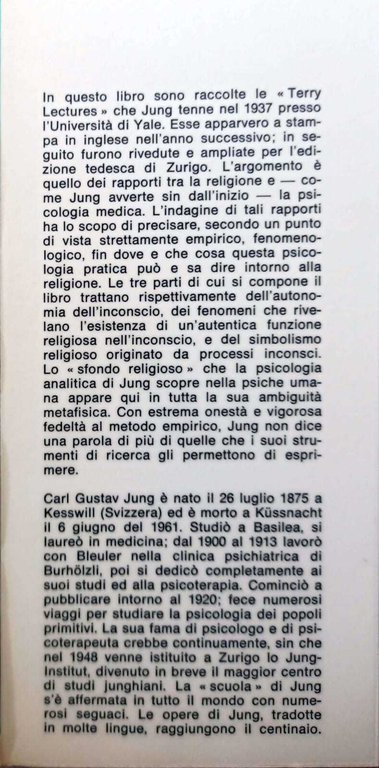 In questo libro sono raccolte le « Terry
Lectures » che Jung tenne nel 1937 presso
l'Università di Yale. Esse apparvero a stam-
pa in inglese nell'anno successivo; in se-
guito furono rivedute e ampliate per l'edi-
zione tedesca di Zurigo. L'argomento è
quello dei rapporti tra la religione e — co-
me Jung avverte sin dall'inizio — la psi-
cologia medica. L'indagine di tali rapporti
ha lo scopo di precisare, secondo un punto
di vista strettamente empirico, fenomeno-
logico, fin dove e che cosa questa psico-
logia pratica può e sa dire intorno alla
religione. Le tre parti di cui si compone il
libro trattano rispettivamente dell'autono-
mia dell'inconscio, dei fenomeni che rive-
lano l'esistenza di un'autentica funzione
religiosa nell'inconscio, e del simbolismo
religioso originato da processi inconsci.
Lo « sfondo religioso » che la psicologia
analitica di Jung scopre nella psiche uma-
na appare qui in tutta la sua ambiguità
metafisica. Con estrema onestà e vigorosa
fedeltà al metodo empirico, Jung non dice
una parola di più di quelle che i suoi stru-
menti di ricerca gli permettono di espri-
mere.
Carl Gustav Jung è nato il 26 luglio 1875 a
Kesswill (Svizzera) ed è morto a Küssnacht
il 6 giugno del 1961. Studiò a Basilea, si
laureò in medicina; dal 1900 al 1913 lavorò
con Bleuler nella clinica psichiatrica di
Burhölzli, poi si dedicò completamente ai
suoi studi ed alla psicoterapia. Cominciò a
pubblicare intorno al 1920; fece numerosi
viaggi per studiare la psicologia dei popoli
primitivi. La sua fama di psicologo e di psi-
coterapeuta crebbe continuamente, sin che
nel 1948 venne istituito a Zurigo lo Jung-
Institut, divenuto in breve il maggior centro
di studi junghiani. La « scuola » di Jung
s'è affermata in tutto il mondo con nume-
rosi seguaci. Le opere di Jung, tradotte
in molte lingue, raggiungono il centinaio.